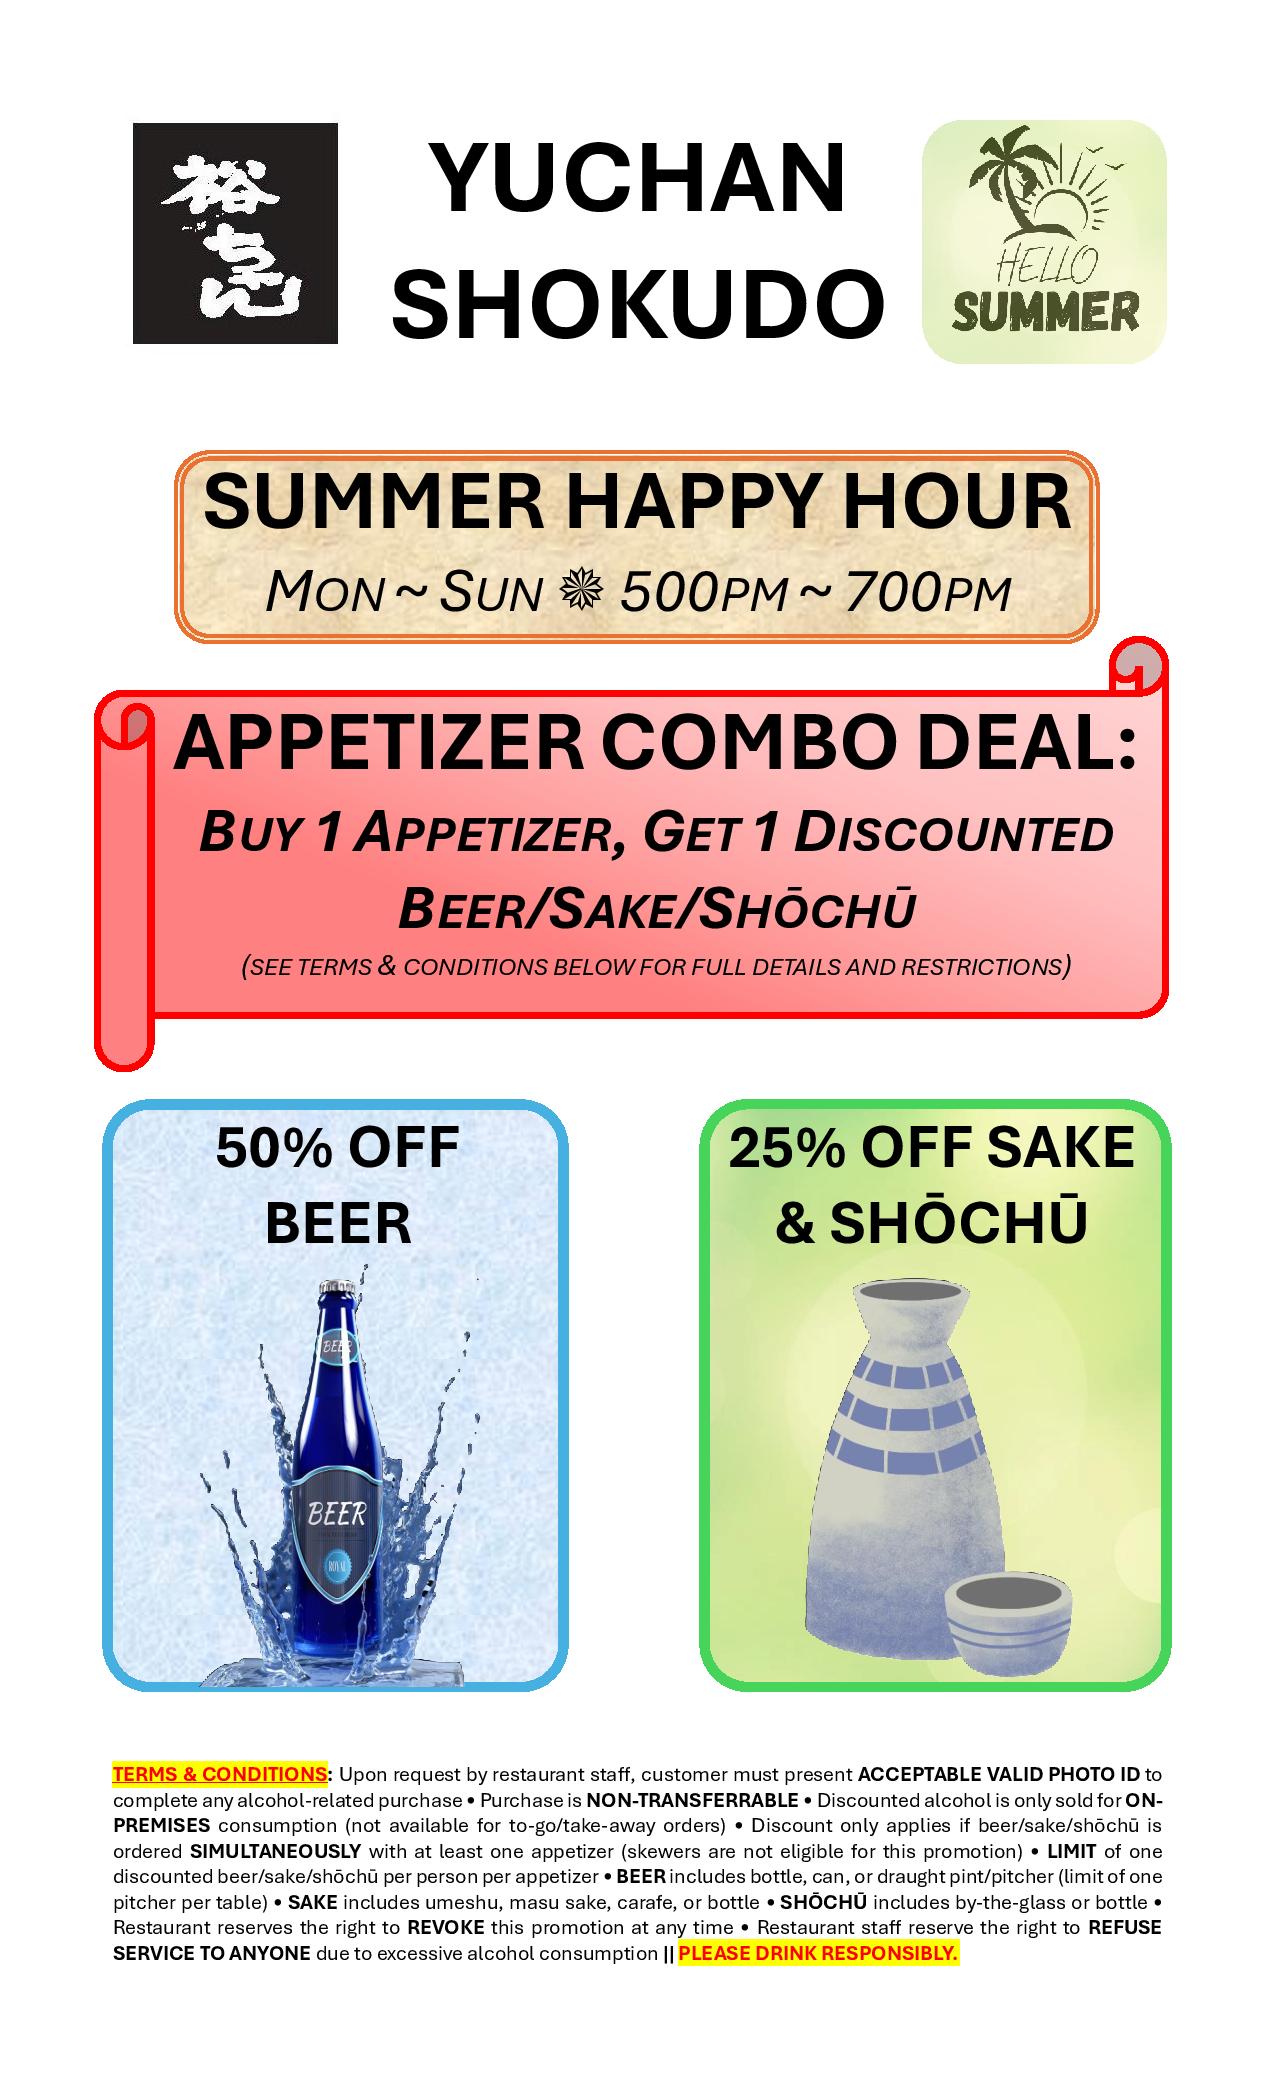 裕ちゃん
YUCHAN
SHOKUDO
HELLO
SUMMER
SUMMER HAPPY HOUR
MON ~ SUN ❉ 500PM ~ 700PM
APPETIZER COMBO DEAL:
BUY 1 APPETIZER, GET 1 DISCOUNTED
BEER/SAKE/SHŌCHŪ
(SEE TERMS & CONDITIONS BELOW FOR FULL DETAILS AND RESTRICTIONS)
50% OFF
BEER
BEER
BEER
ROYAL
25% OFF SAKE
& SHŌCHŪ
TERMS & CONDITIONS: Upon request by restaurant staff, customer must present ACCEPTABLE VALID PHOTO ID to
complete any alcohol-related purchase • Purchase is NON-TRANSFERRABLE • Discounted alcohol is only sold for ON-
PREMISES consumption (not available for to-go/take-away orders) • Discount only applies if beer/sake/shōchū is
ordered SIMULTANEOUSLY with at least one appetizer (skewers are not eligible for this promotion) • LIMIT of one
discounted beer/sake/shōchū per person per appetizer • BEER includes bottle, can, or draught pint/pitcher (limit of one
pitcher per table) • SAKE includes umeshu, masu sake, carafe, or bottle • SHŌCHŪ includes by-the-glass or bottle •
Restaurant reserves the right to REVOKE this promotion at any time • Restaurant staff reserve the right to REFUSE
SERVICE TO ANYONE due to excessive alcohol consumption || PLEASE DRINK RESPONSIBLY.